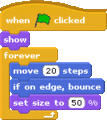 when clicked
show
forever
move 20 steps
if on edge, bounce
set size to 50 %